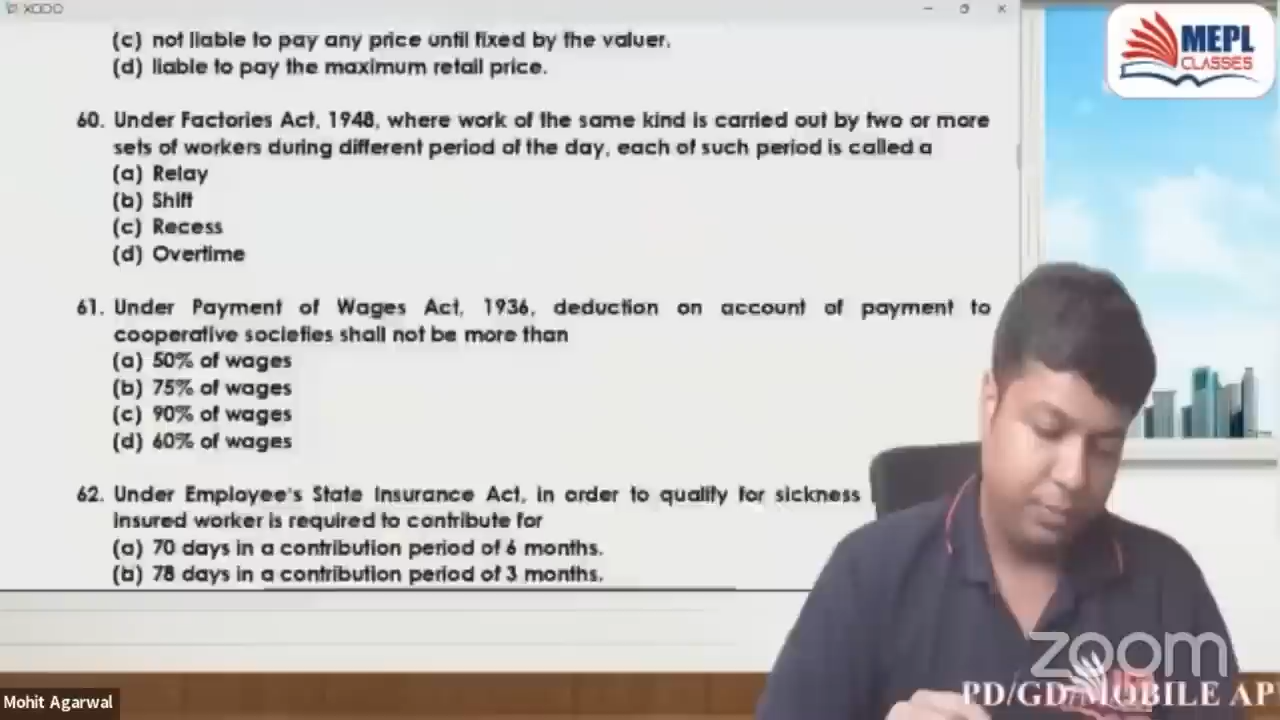 XODO
(c) not liable to pay any price until fixed by the valuer.
(d) liable to pay the maximum retail price.
60. Under Factories Act, 1948, where work of the same kind is carried out by two or more
sets of workers during different period of the day, each of such period is called a
(a) Relay
(b) Shift
(c) Recess
(d) Overtime
61. Under Payment of Wages Act, 1936, deduction on account of payment to
cooperative societies shall not be more than
(a) 50% of wages
(b) 75% of wages
(c) 90% of wages
(d) 60% of wages
62. Under Employee's State Insurance Act, in order to qualify for sickness
insured worker is required to contribute for
(a) 70 days in a contribution period of 6 months.
(b) 78 days in a contribution period of 3 months.
MEPL
CLASSES
zoom
PD/GD/MOBILE AP
Mohit Agarwal